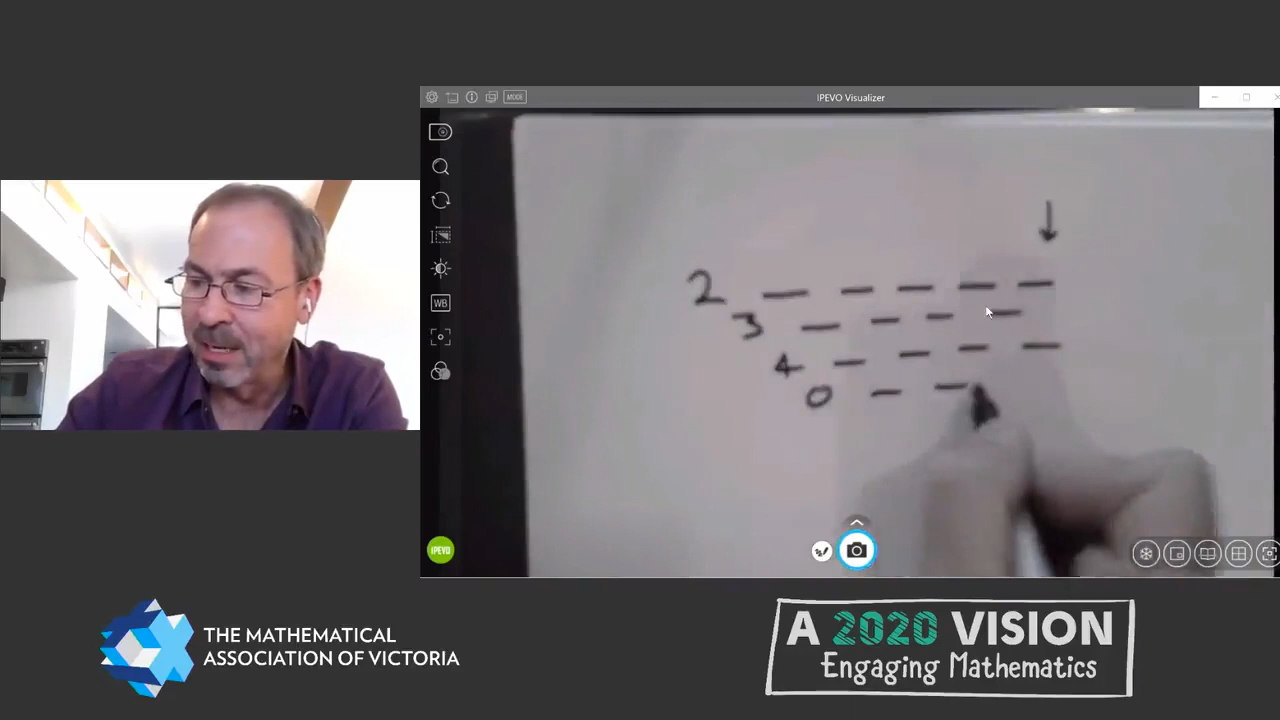 IPEVO Visualizer
MODE
WB
2 — — — — —
3 — — — —
4 — — — —
0 — —
IPEVO
THE MATHEMATICAL
ASSOCIATION OF VICTORIA
A 2020 VISION
Engaging Mathematics